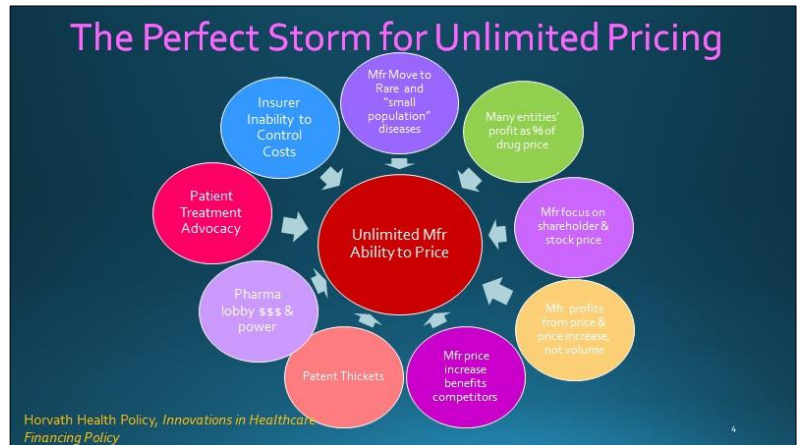 The Perfect Storm for Unlimited Pricing
Mfr Move to
Rare and
"small
population"
diseases
Many entities'
profit as % of
drug price
Mfr focus on
shareholder &
stock price
Mfr profits
from price &
price increase,
not volume
Mfr price
increase
benefits
competitors
Patent Thickets
Pharma
lobby $$$ &
power
Patient
Treatment
Advocacy
Insurer
Inability to
Control
Costs
Unlimited Mfr
Ability to Price
Horvath Health Policy, Innovations in Healthcare
Financing Policy
4